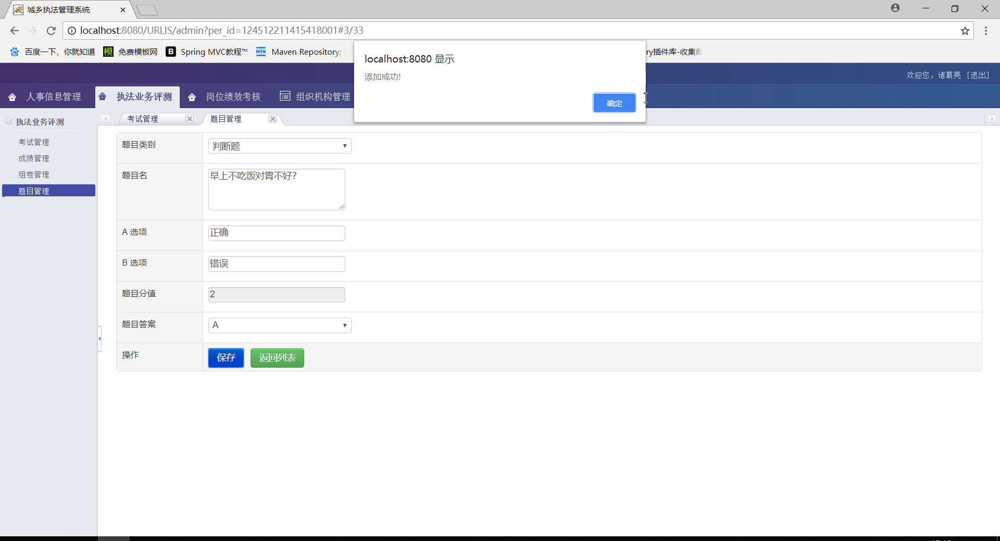 城乡执法管理系统
localhost:8080/URLIS/admin?per_id=124512211415418001#3/33
百度一下，你就知道
模
免费模板网
B
Spring MVC教程™
MVN
Maven Repository:
ry插件库-收集
localhost:8080 显示
添加成功!
确定
欢迎您，诸葛亮 [退出]
人事信息管理
执法业务评测
岗位绩效考核
组织机构管理
执法业务评测
考试管理
成绩管理
组卷管理
题目管理
考试管理
题目管理
题目类别
判断题
题目名
早上不吃饭对胃不好?
A 选项
正确
B 选项
错误
题目分值
2
题目答案
A
操作
保存
返回列表